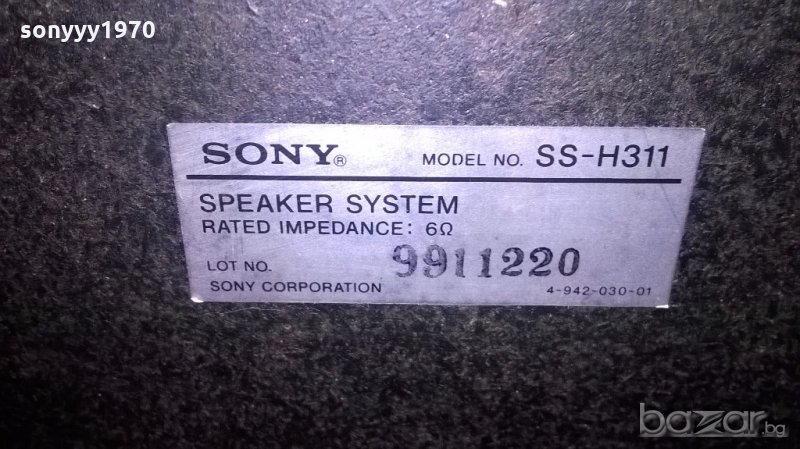 sonyyy1970
SONY® MODEL NO. SS-H311
SPEAKER SYSTEM
RATED IMPEDANCE: 6Ω
LOT NO. 9911220
SONY CORPORATION 4-942-030-01
bazar.bg